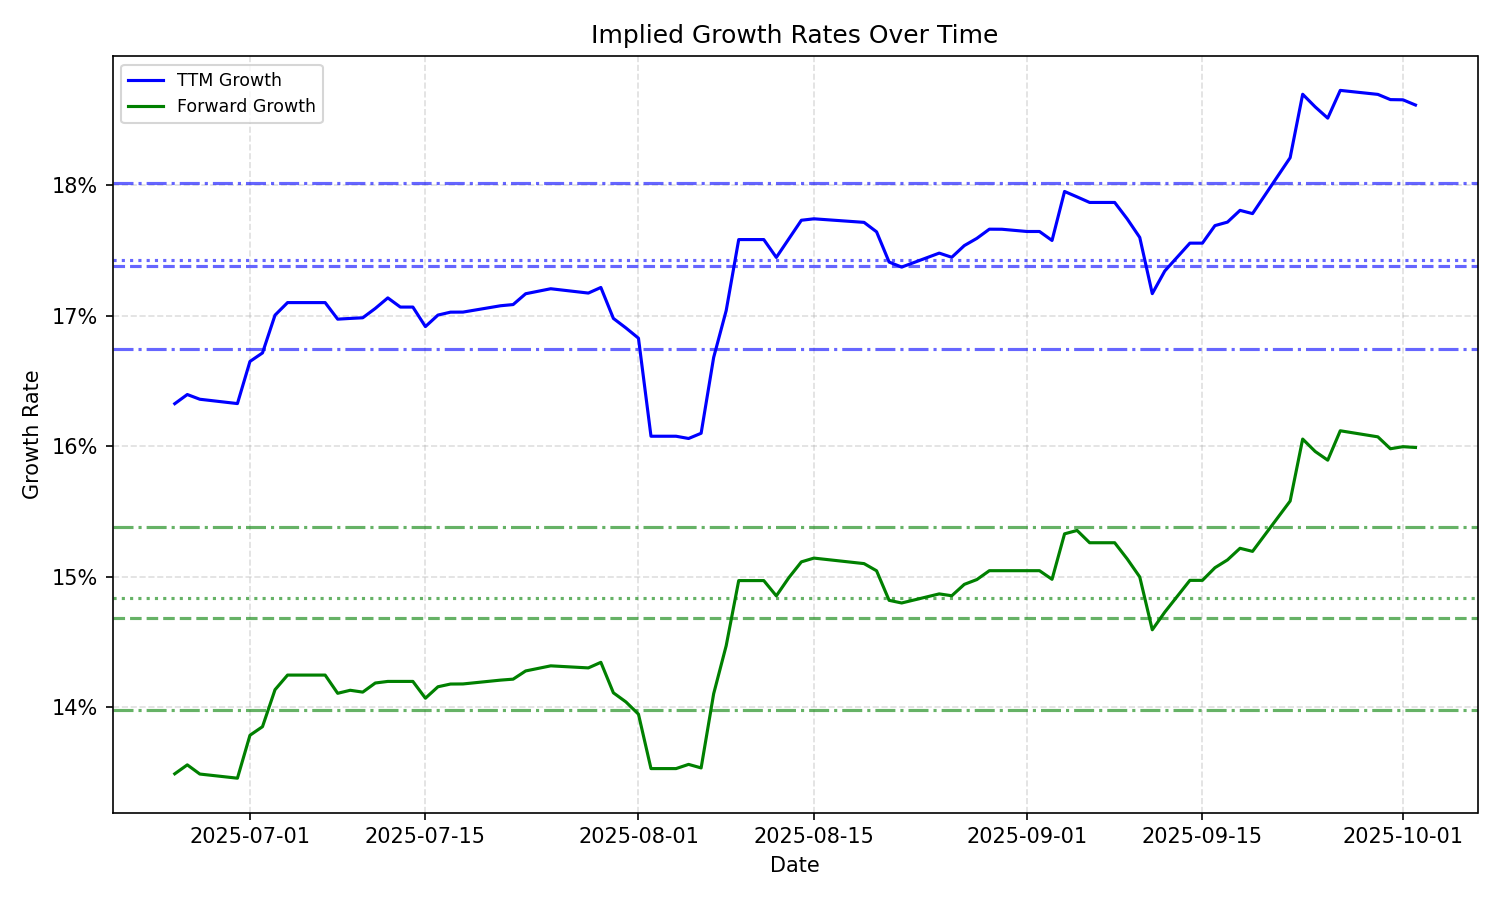 Implied Growth Rates Over Time
TTM Growth
Forward Growth
18%
17%
16%
15%
14%
Growth Rate
2025-07-01
2025-07-15
2025-08-01
2025-08-15
2025-09-01
2025-09-15
2025-10-01
Date